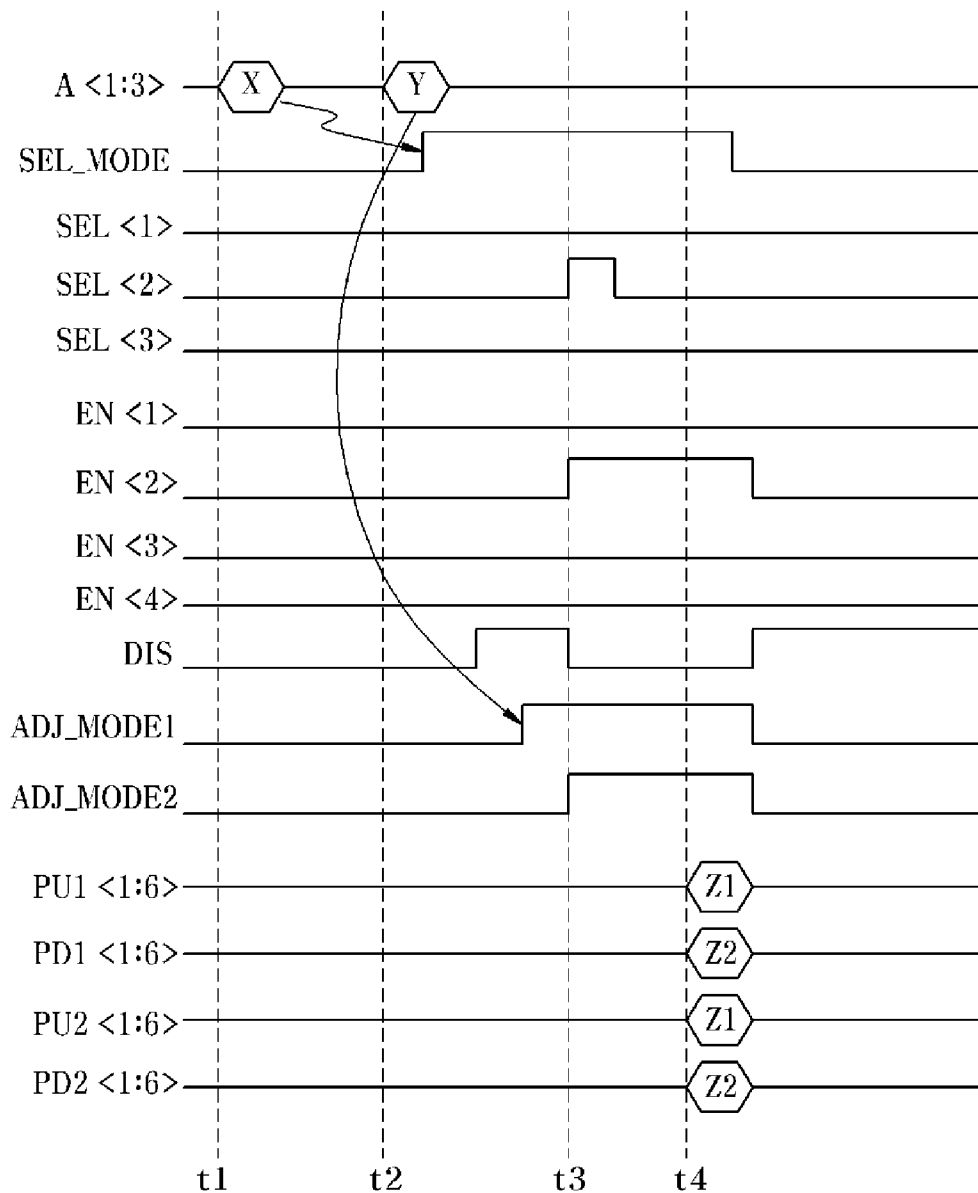 A <1:3> X Y
SEL_MODE
SEL <1>
SEL <2>
SEL <3>
EN <1>
EN <2>
EN <3>
EN <4>
DIS
ADJ_MODE1
ADJ_MODE2
PU1 <1:6> Z1
PD1 <1:6> Z2
PU2 <1:6> Z1
PD2 <1:6> Z2
t1 t2 t3 t4